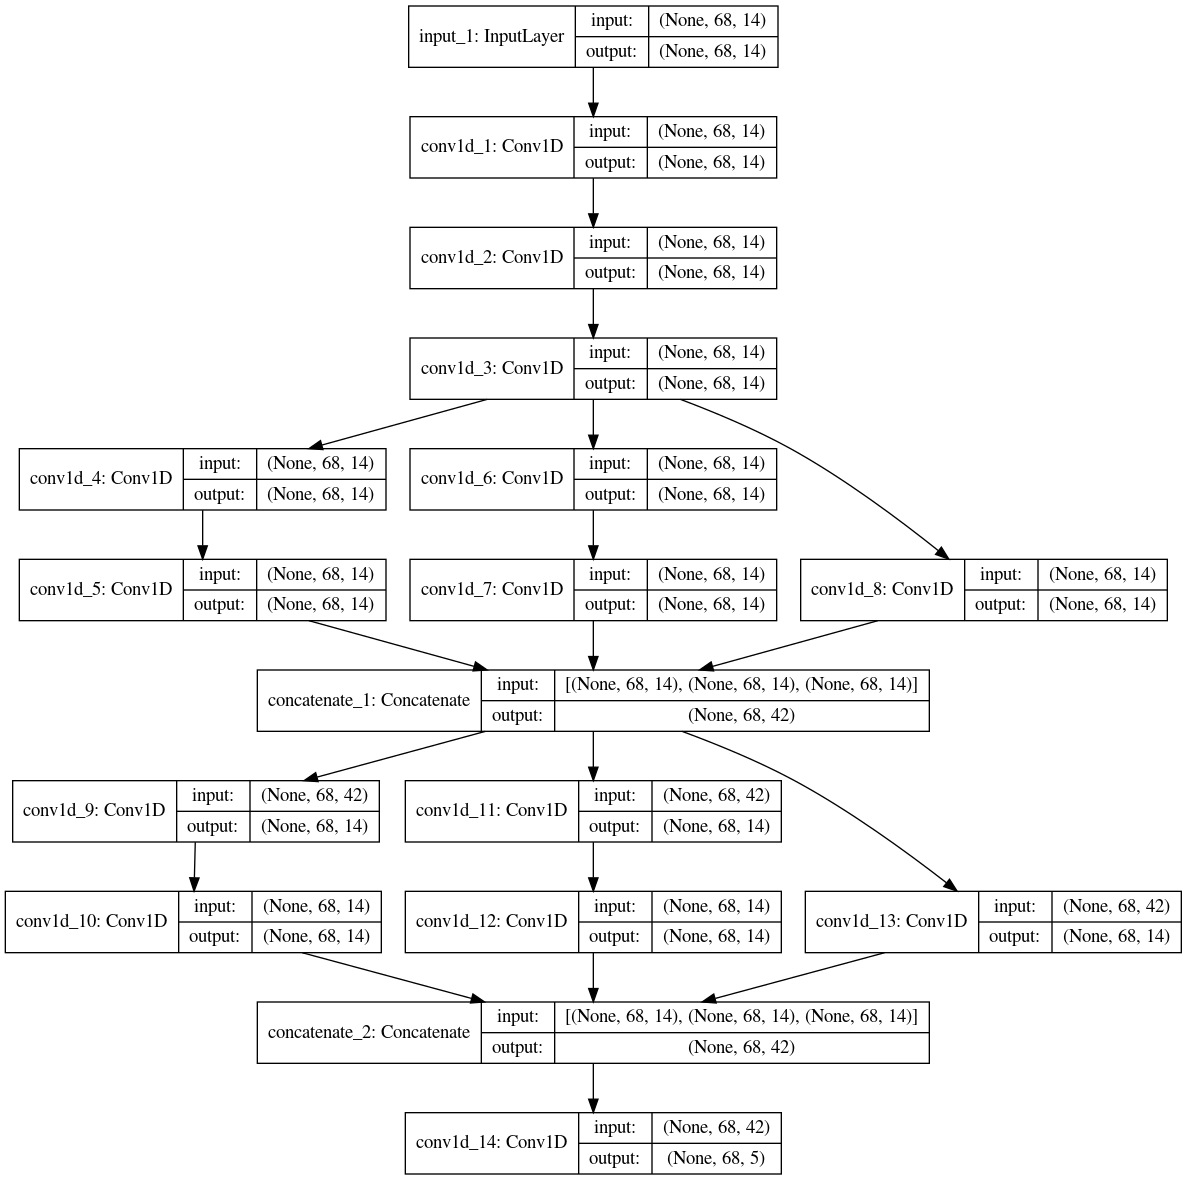 input_1: InputLayer
input: (None, 68, 14)
output: (None, 68, 14)
conv1d_1: Conv1D
input: (None, 68, 14)
output: (None, 68, 14)
conv1d_2: Conv1D
input: (None, 68, 14)
output: (None, 68, 14)
conv1d_3: Conv1D
input: (None, 68, 14)
output: (None, 68, 14)
conv1d_4: Conv1D
input: (None, 68, 14)
output: (None, 68, 14)
conv1d_6: Conv1D
input: (None, 68, 14)
output: (None, 68, 14)
conv1d_5: Conv1D
input: (None, 68, 14)
output: (None, 68, 14)
conv1d_7: Conv1D
input: (None, 68, 14)
output: (None, 68, 14)
conv1d_8: Conv1D
input: (None, 68, 14)
output: (None, 68, 14)
concatenate_1: Concatenate
input: [(None, 68, 14), (None, 68, 14), (None, 68, 14)]
output: (None, 68, 42)
conv1d_9: Conv1D
input: (None, 68, 42)
output: (None, 68, 14)
conv1d_11: Conv1D
input: (None, 68, 42)
output: (None, 68, 14)
conv1d_10: Conv1D
input: (None, 68, 14)
output: (None, 68, 14)
conv1d_12: Conv1D
input: (None, 68, 14)
output: (None, 68, 14)
conv1d_13: Conv1D
input: (None, 68, 42)
output: (None, 68, 14)
concatenate_2: Concatenate
input: [(None, 68, 14), (None, 68, 14), (None, 68, 14)]
output: (None, 68, 42)
conv1d_14: Conv1D
input: (None, 68, 42)
output: (None, 68, 5)